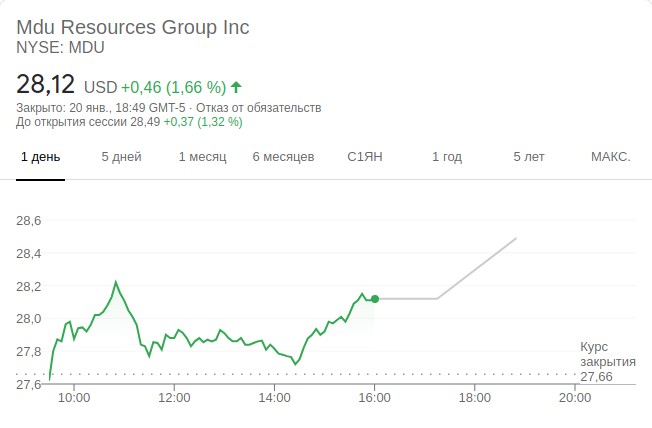 Mdu Resources Group Inc
NYSE: MDU
28,12 USD +0,46 (1,66 %)
Закрыто: 20 янв., 18:49 GMT-5 · Отказ от обязательств
До открытия сессии 28,49 +0,37 (1,32 %)
1 день 5 дней 1 месяц 6 месяцев С1ЯН 1 год 5 лет МАКС.
28,6
28,4
28,2
28,0
27,8
27,6
Курс
закрытия
27,66
10:00 12:00 14:00 16:00 18:00 20:00